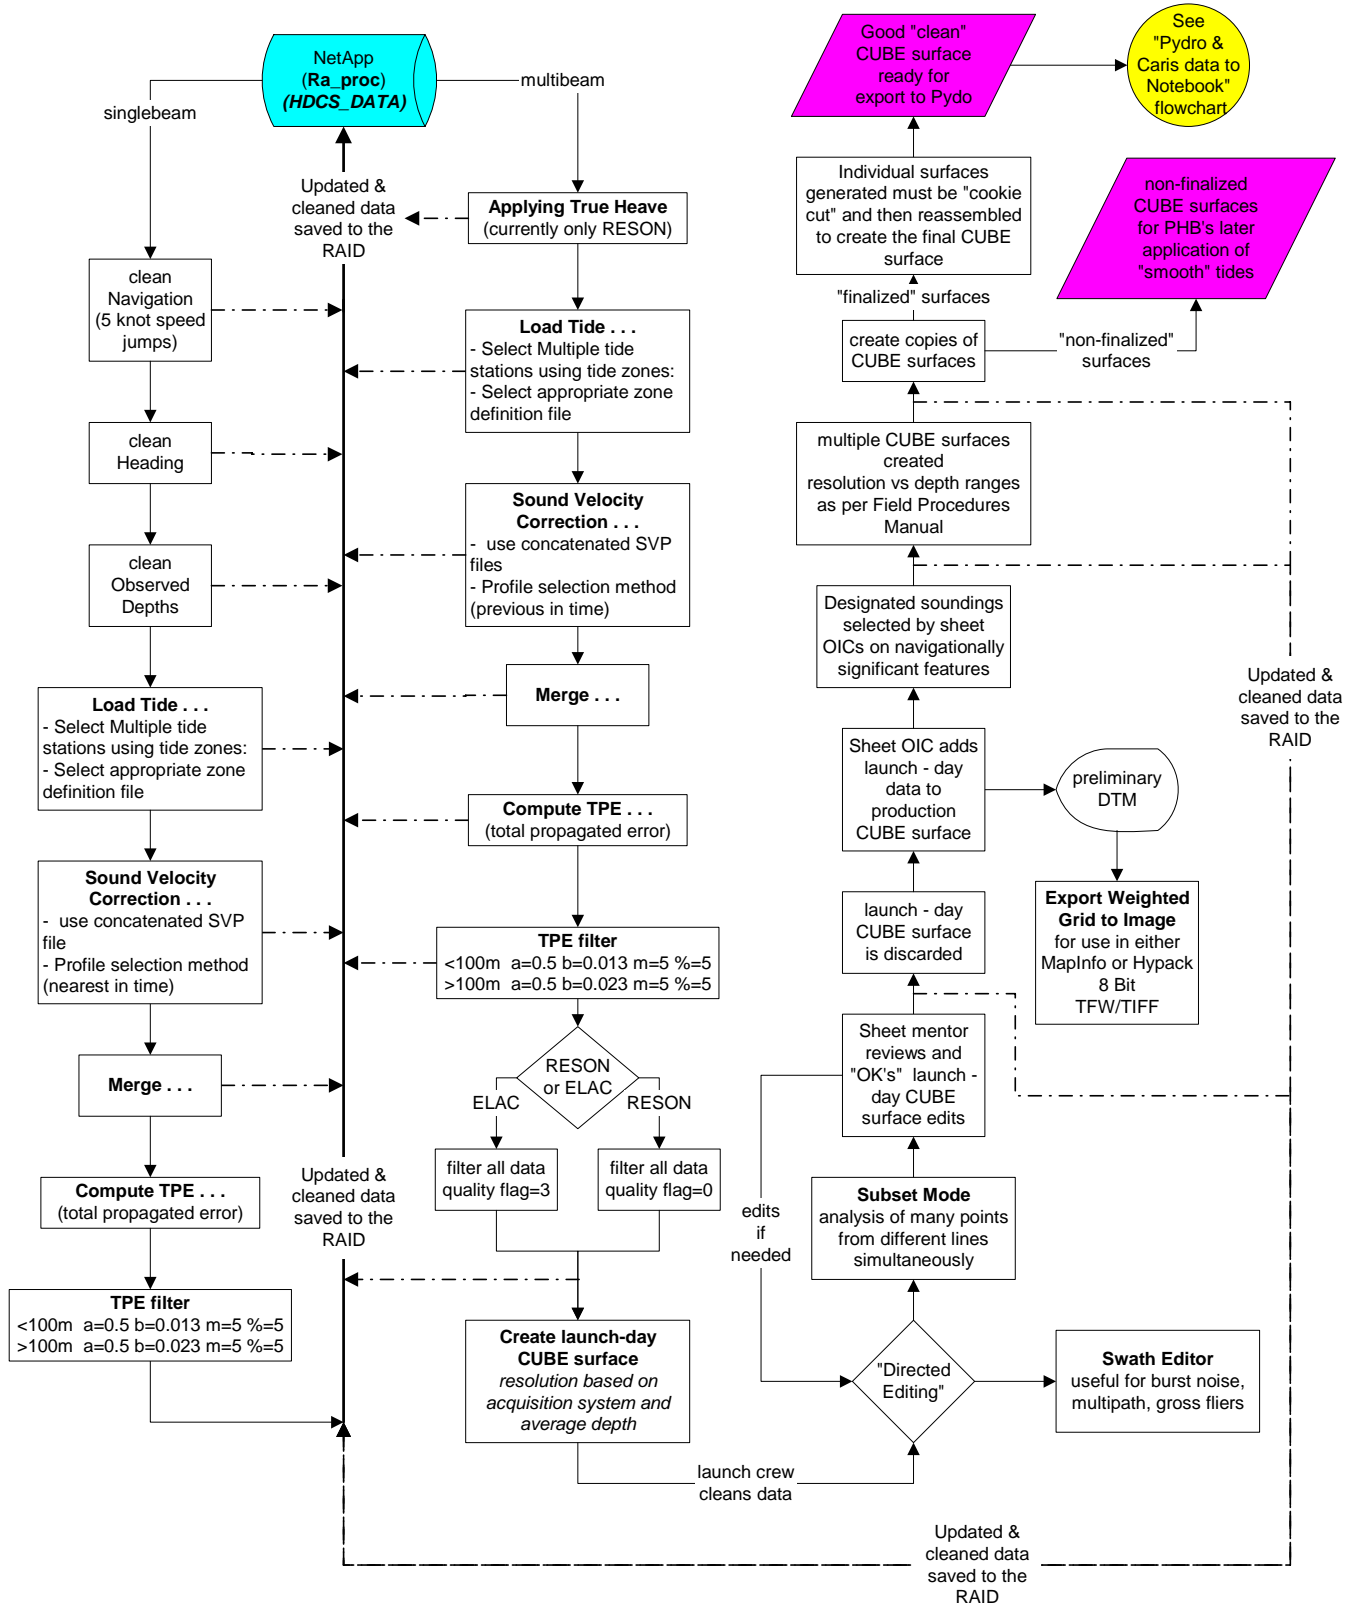 NetApp
(Ra_proc)
(HDCS_DATA)
singlebeam
multibeam
Updated &
cleaned data
saved to the
RAID
clean
Navigation
(5 knot speed
jumps)
clean
Heading
clean
Observed
Depths
Load Tide . . .
- Select Multiple tide
stations using tide zones:
- Select appropriate zone
definition file
Sound Velocity
Correction . . .
-  use concatenated SVP
file
- Profile selection method
(nearest in time)
Merge . . .
Compute TPE . . .
(total propagated error)
TPE filter
<100m  a=0.5 b=0.013 m=5 %=5
>100m  a=0.5 b=0.023 m=5 %=5
Applying True Heave
(currently only RESON)
Load Tide . . .
- Select Multiple tide
stations using tide zones:
- Select appropriate zone
definition file
Sound Velocity
Correction . . .
-  use concatenated SVP
files
- Profile selection method
(previous in time)
Merge . . .
Compute TPE . . .
(total propagated error)
TPE filter
<100m  a=0.5 b=0.013 m=5 %=5
>100m  a=0.5 b=0.023 m=5 %=5
RESON
or ELAC
ELAC
RESON
filter all data
quality flag=3
filter all data
quality flag=0
Updated &
cleaned data
saved to the
RAID
Create launch-day
CUBE surface
resolution based on
acquisition system and
average depth
launch crew
cleans data
"Directed
Editing"
Swath Editor
useful for burst noise,
multipath, gross fliers
Subset Mode
analysis of many points
from different lines
simultaneously
edits
if
needed
Sheet mentor
reviews and
"OK's"  launch -
day CUBE
surface edits
launch - day
CUBE surface
is discarded
Sheet OIC adds
launch - day
data to
production
CUBE surface
preliminary
DTM
Export Weighted
Grid to Image
for use in either
MapInfo or Hypack
8 Bit
TFW/TIFF
Designated soundings
selected by sheet
OICs on navigationally
significant features
multiple CUBE surfaces
created
resolution vs depth ranges
as per Field Procedures
Manual
create copies of
CUBE surfaces
"finalized" surfaces
"non-finalized"
surfaces
Individual surfaces
generated must be "cookie
cut" and then reassembled
to create the final CUBE
surface
non-finalized
CUBE surfaces
for PHB's later
application of
"smooth" tides
Good "clean"
CUBE surface
ready for
export to Pydo
See
"Pydro &
Caris data to
Notebook"
flowchart
Updated &
cleaned data
saved to the
RAID
Updated &
cleaned data
saved to the
RAID